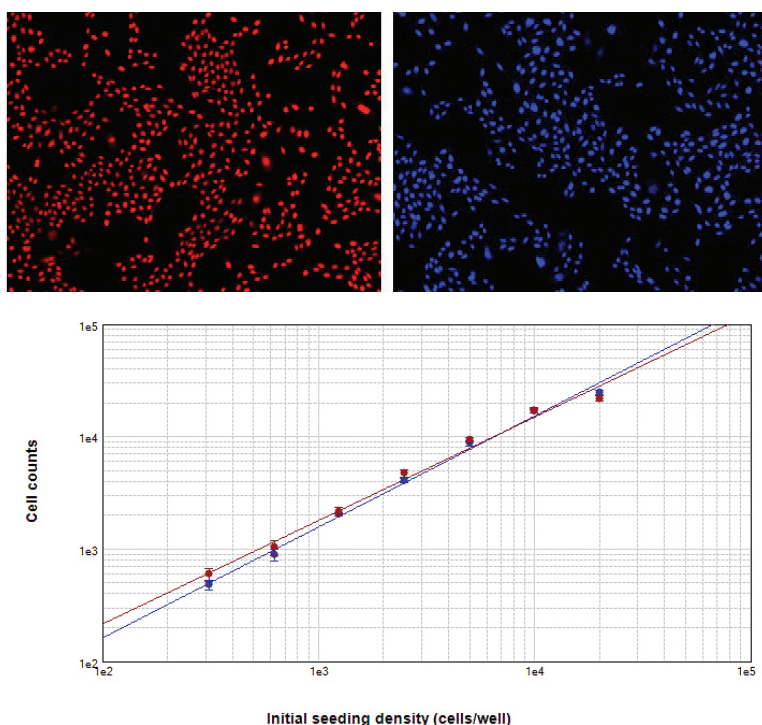 1e5
1e4
Cell counts
1e3
1e2
1e2 1e3 1e4 1e5
Initial seeding density (cells/well)